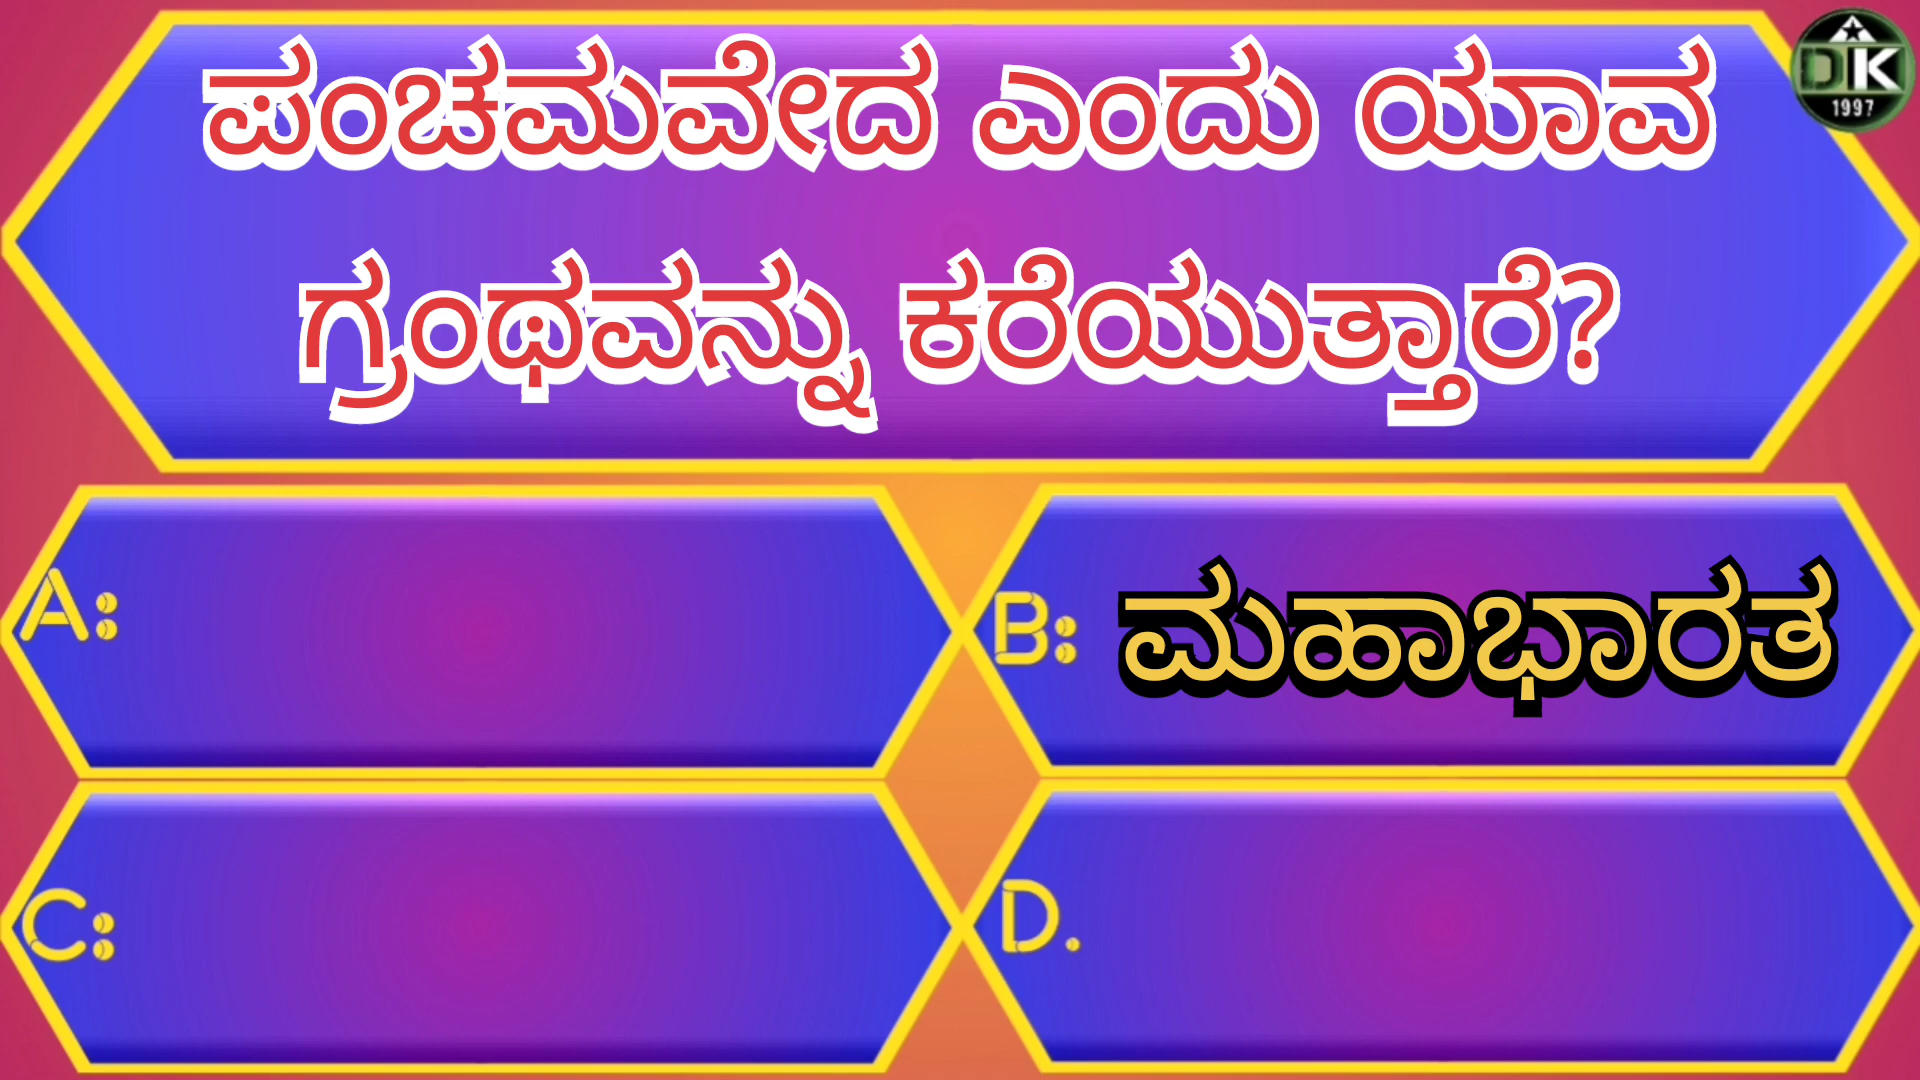 ಪಂಚಮವೇದ ಎಂದು ಯಾವ
ಗ್ರಂಥವನ್ನು ಕರೆಯುತ್ತಾರೆ?
DK
1997
A:
B: ಮಹಾಭಾರತ
C:
D.